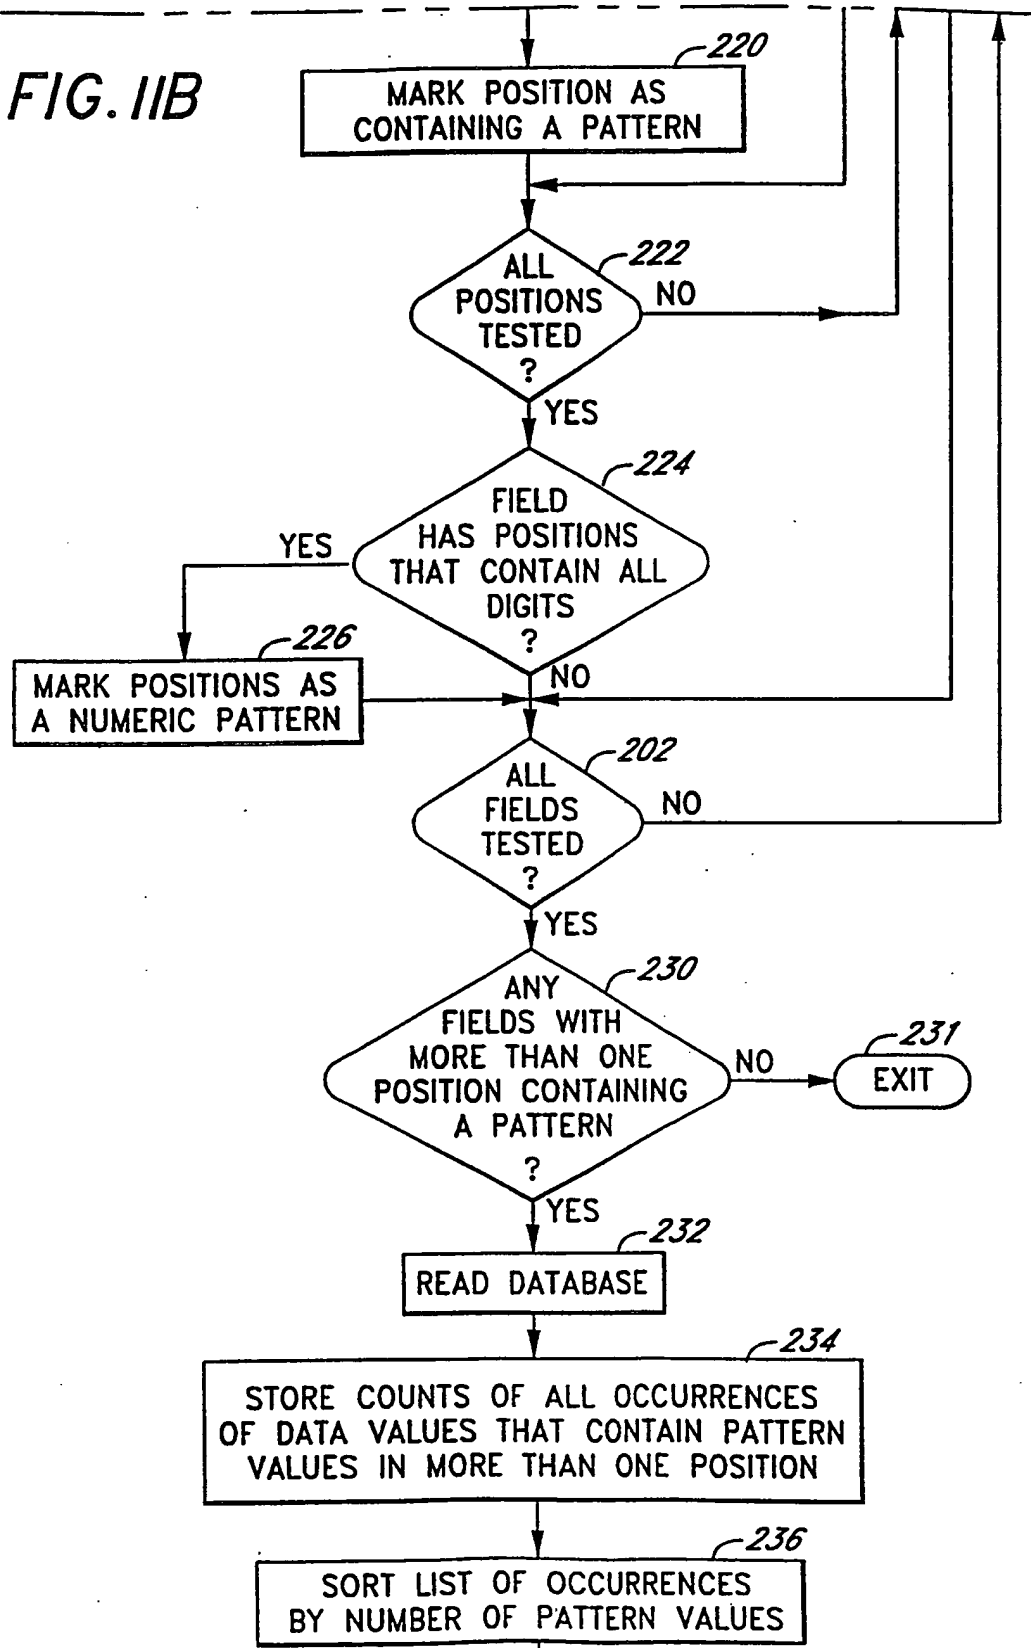 FIG. 11B
220
MARK POSITION AS
CONTAINING A PATTERN
222
ALL
POSITIONS
TESTED
?
NO
YES
224
FIELD
HAS POSITIONS
THAT CONTAIN ALL
DIGITS
?
YES
NO
226
MARK POSITIONS AS
A NUMERIC PATTERN
202
ALL
FIELDS
TESTED
?
NO
YES
230
ANY
FIELDS WITH
MORE THAN ONE
POSITION CONTAINING
A PATTERN
?
NO
231
EXIT
YES
232
READ DATABASE
234
STORE COUNTS OF ALL OCCURRENCES
OF DATA VALUES THAT CONTAIN PATTERN
VALUES IN MORE THAN ONE POSITION
236
SORT LIST OF OCCURRENCES
BY NUMBER OF PATTERN VALUES